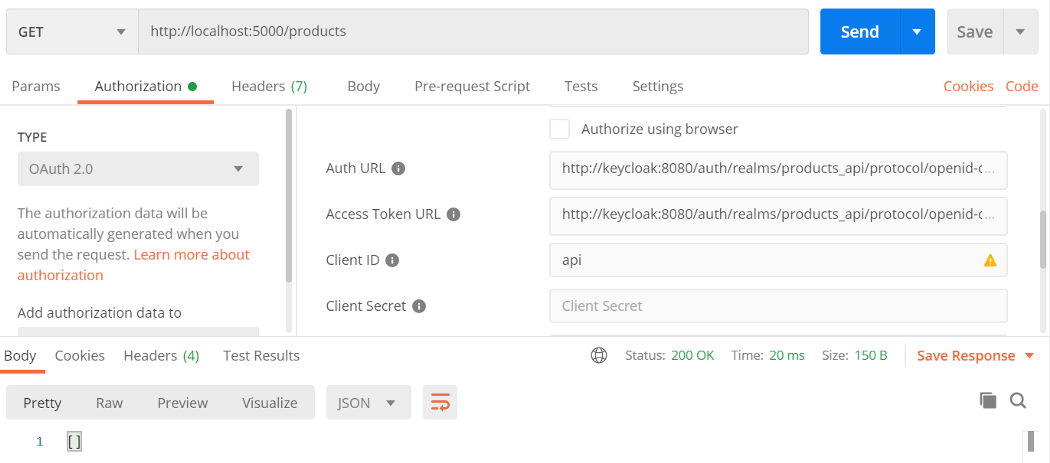 GET http://localhost:5000/products Send Save
Params Authorization Headers (7) Body Pre-request Script Tests Settings Cookies Code
TYPE
OAuth 2.0
The authorization data will be
automatically generated when you
send the request. Learn more about
authorization
Add authorization data to
Authorize using browser
Auth URL http://keycloak:8080/auth/realms/products_api/protocol/openid-c...
Access Token URL http://keycloak:8080/auth/realms/products_api/protocol/openid-c...
Client ID api
Client Secret Client Secret
Body Cookies Headers (4) Test Results Status: 200 OK Time: 20 ms Size: 150 B Save Response
Pretty Raw Preview Visualize JSON
1 []